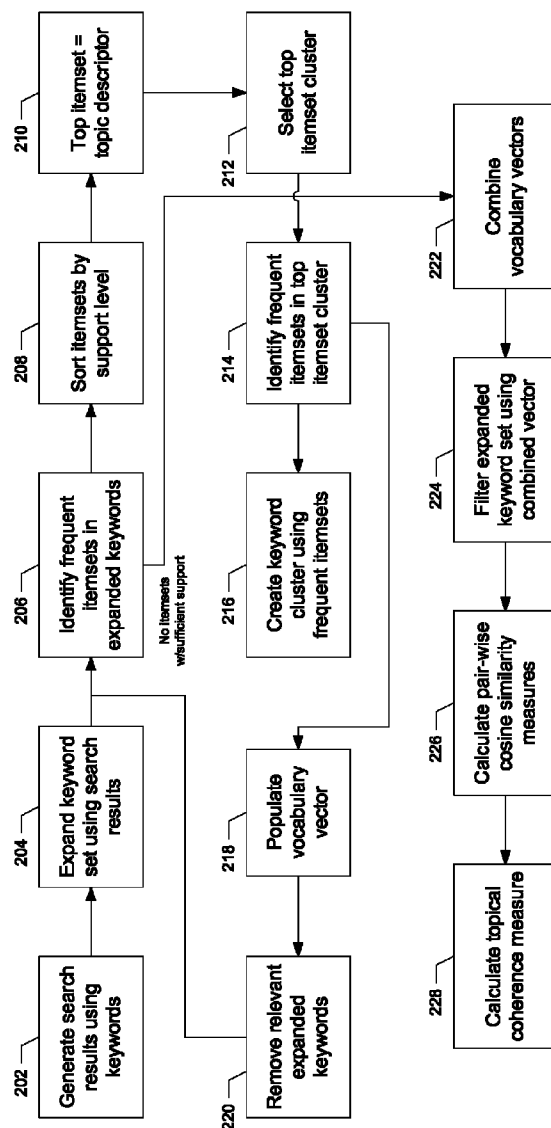 202
Generate search
results using
keywords
204
Expand keyword
set using search
results
206
Identify frequent
itemsets in
expanded keywords
208
Sort itemsets by
support level
210
Top itemset =
topic descriptor
No itemsets
w/sufficient support
220
Remove relevant
expanded
keywords
218
Populate
vocabulary
vector
216
Create keyword
cluster using
frequent itemsets
214
Identify frequent
itemsets in top
itemset cluster
212
Select top
itemset cluster
228
Calculate topical
coherence measure
226
Calculate pair-wise
cosine similarity
measures
224
Filter expanded
keyword set using
combined vector
222
Combine
vocabulary vectors